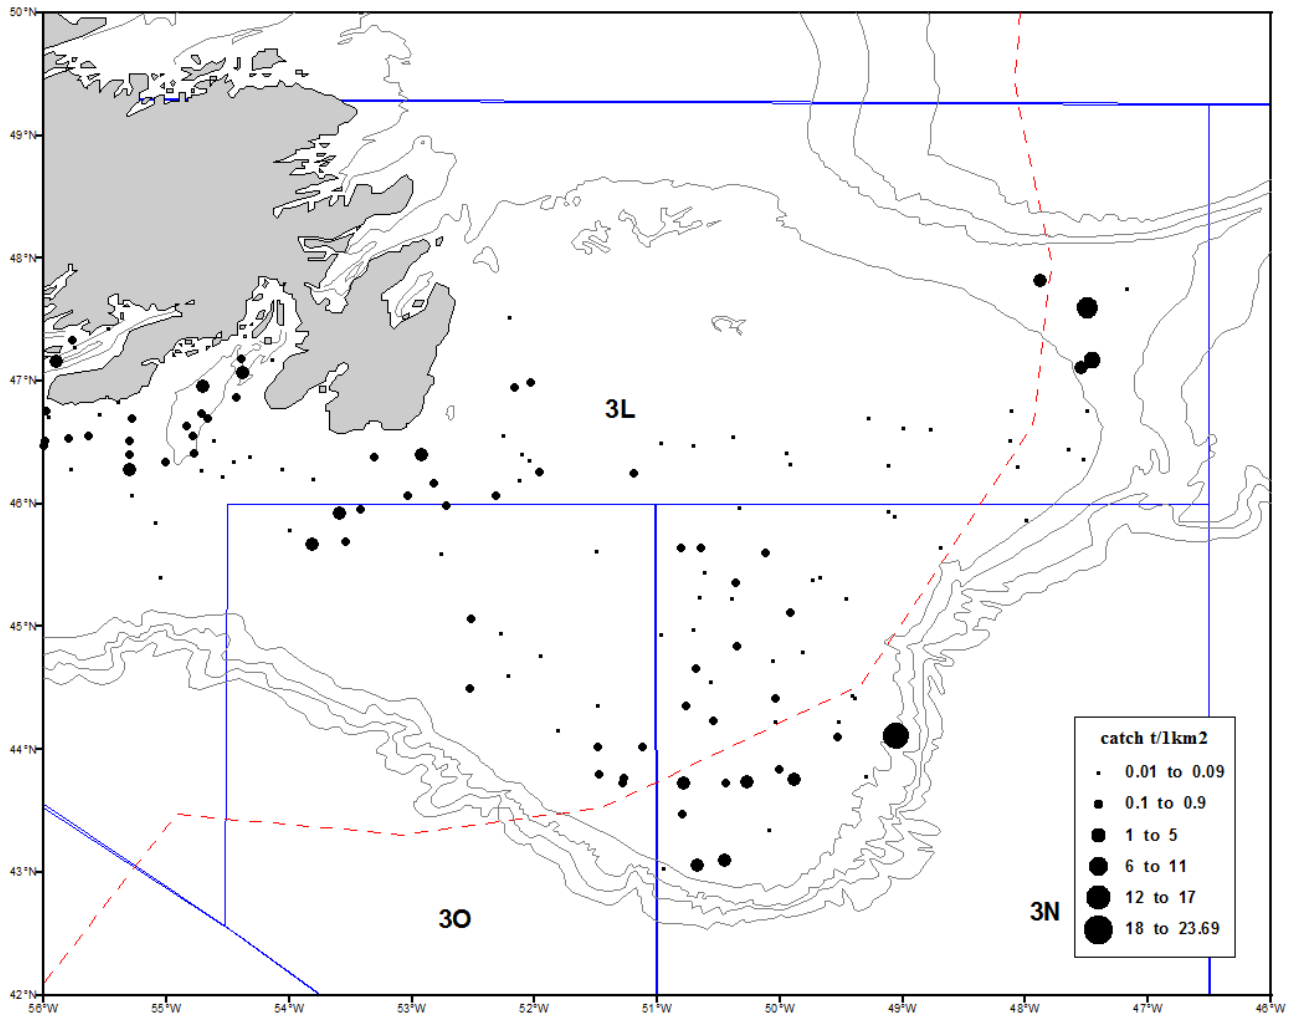 50°N
49°N
48°N
47°N
3L
46°N
45°N
44°N
catch t/1km2
0.01 to 0.09
0.1 to 0.9
1 to 5
6 to 11
12 to 17
18 to 23.69
43°N
3O
3N
42°N
56°W 55°W 54°W 53°W 52°W 51°W 50°W 49°W 48°W 47°W 46°W